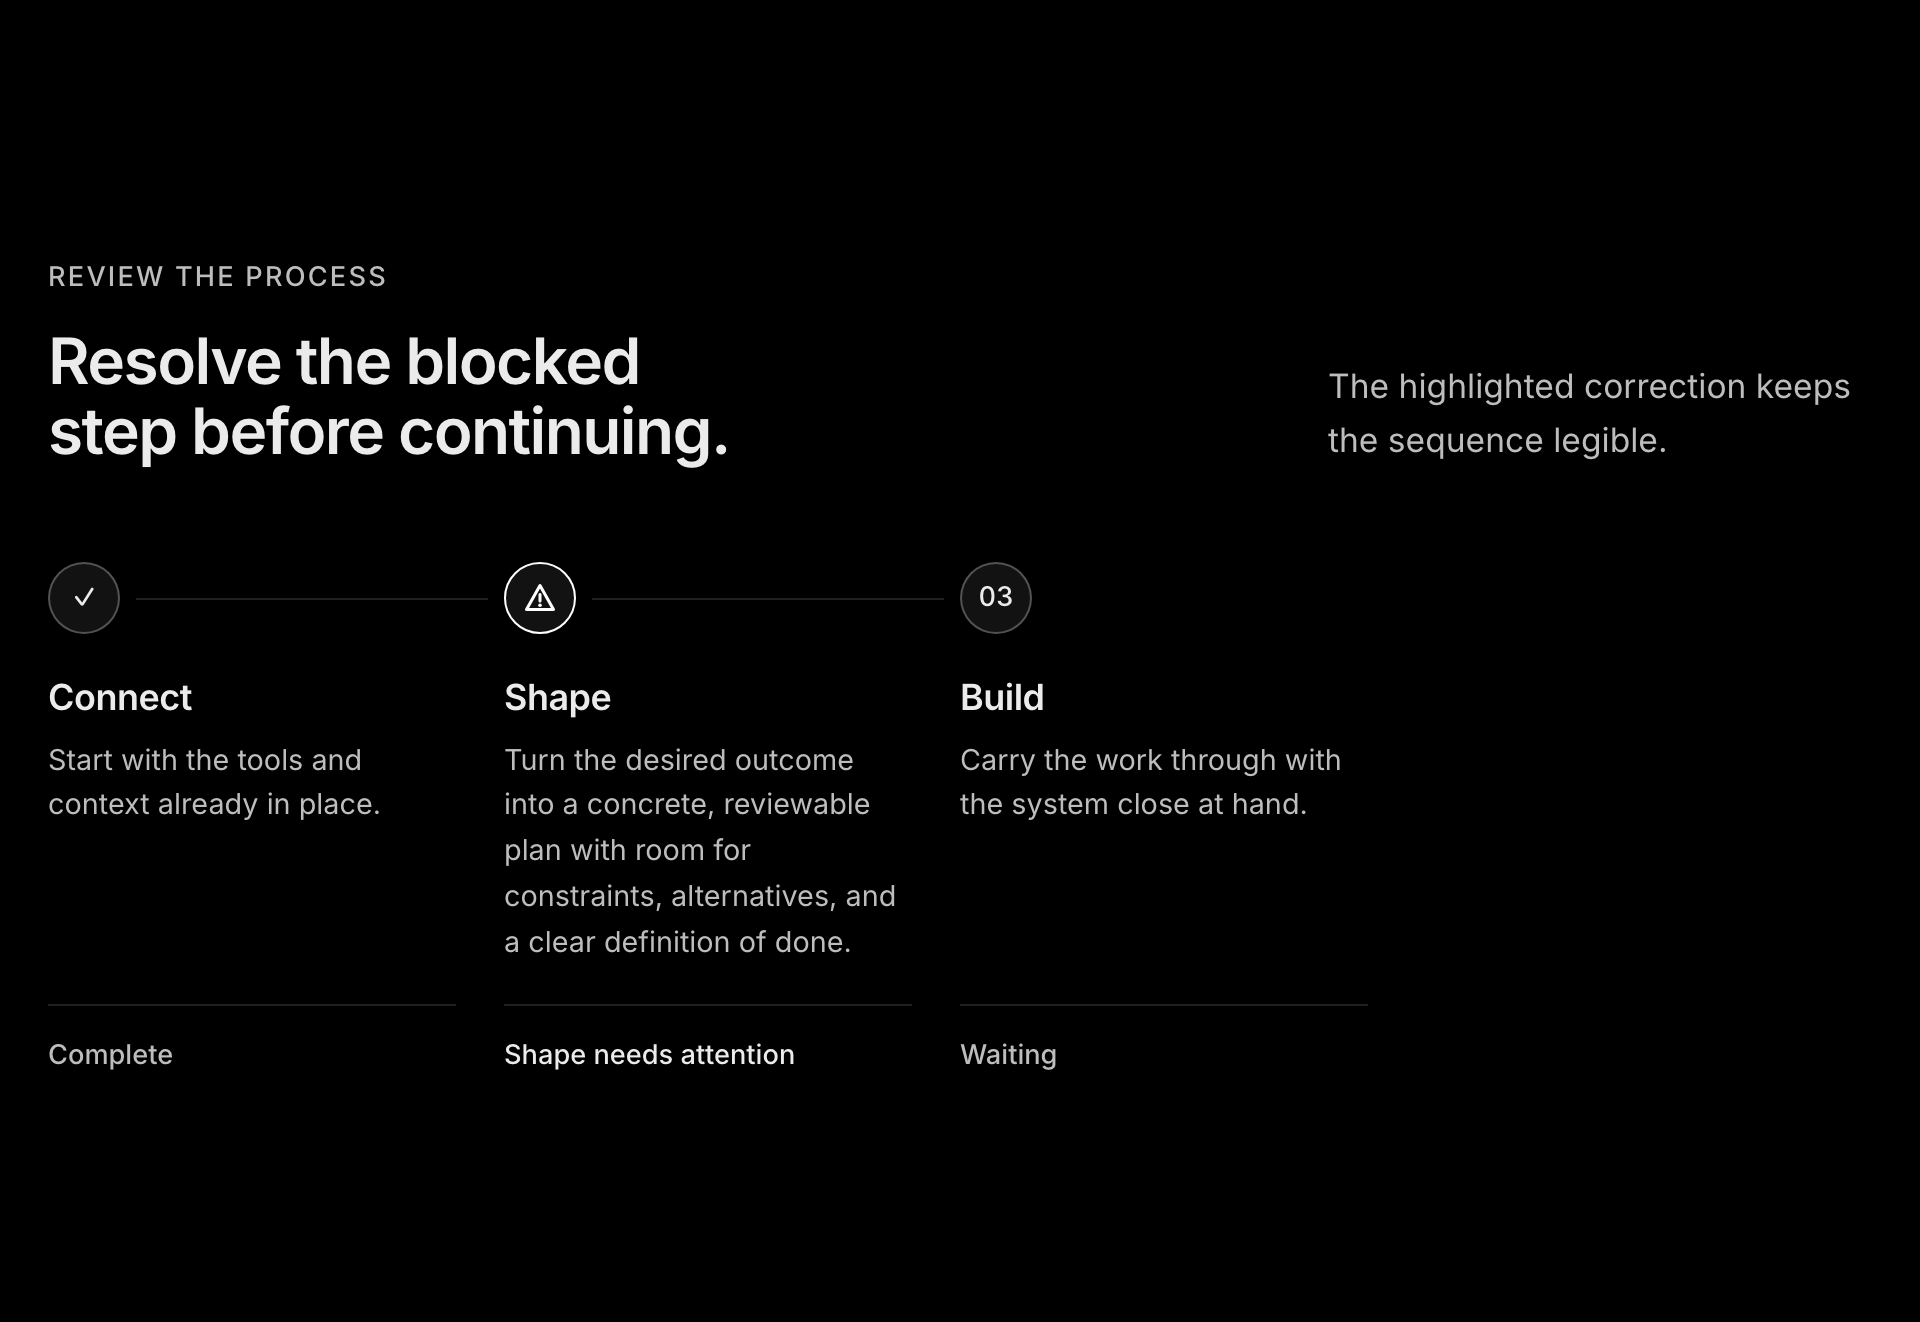 REVIEW THE PROCESS
Resolve the blocked
step before continuing.
The highlighted correction keeps
the sequence legible.
03
Connect
Start with the tools and
context already in place.
Complete
Shape
Turn the desired outcome
into a concrete, reviewable
plan with room for
constraints, alternatives, and
a clear definition of done.
Shape needs attention
Build
Carry the work through with
the system close at hand.
Waiting